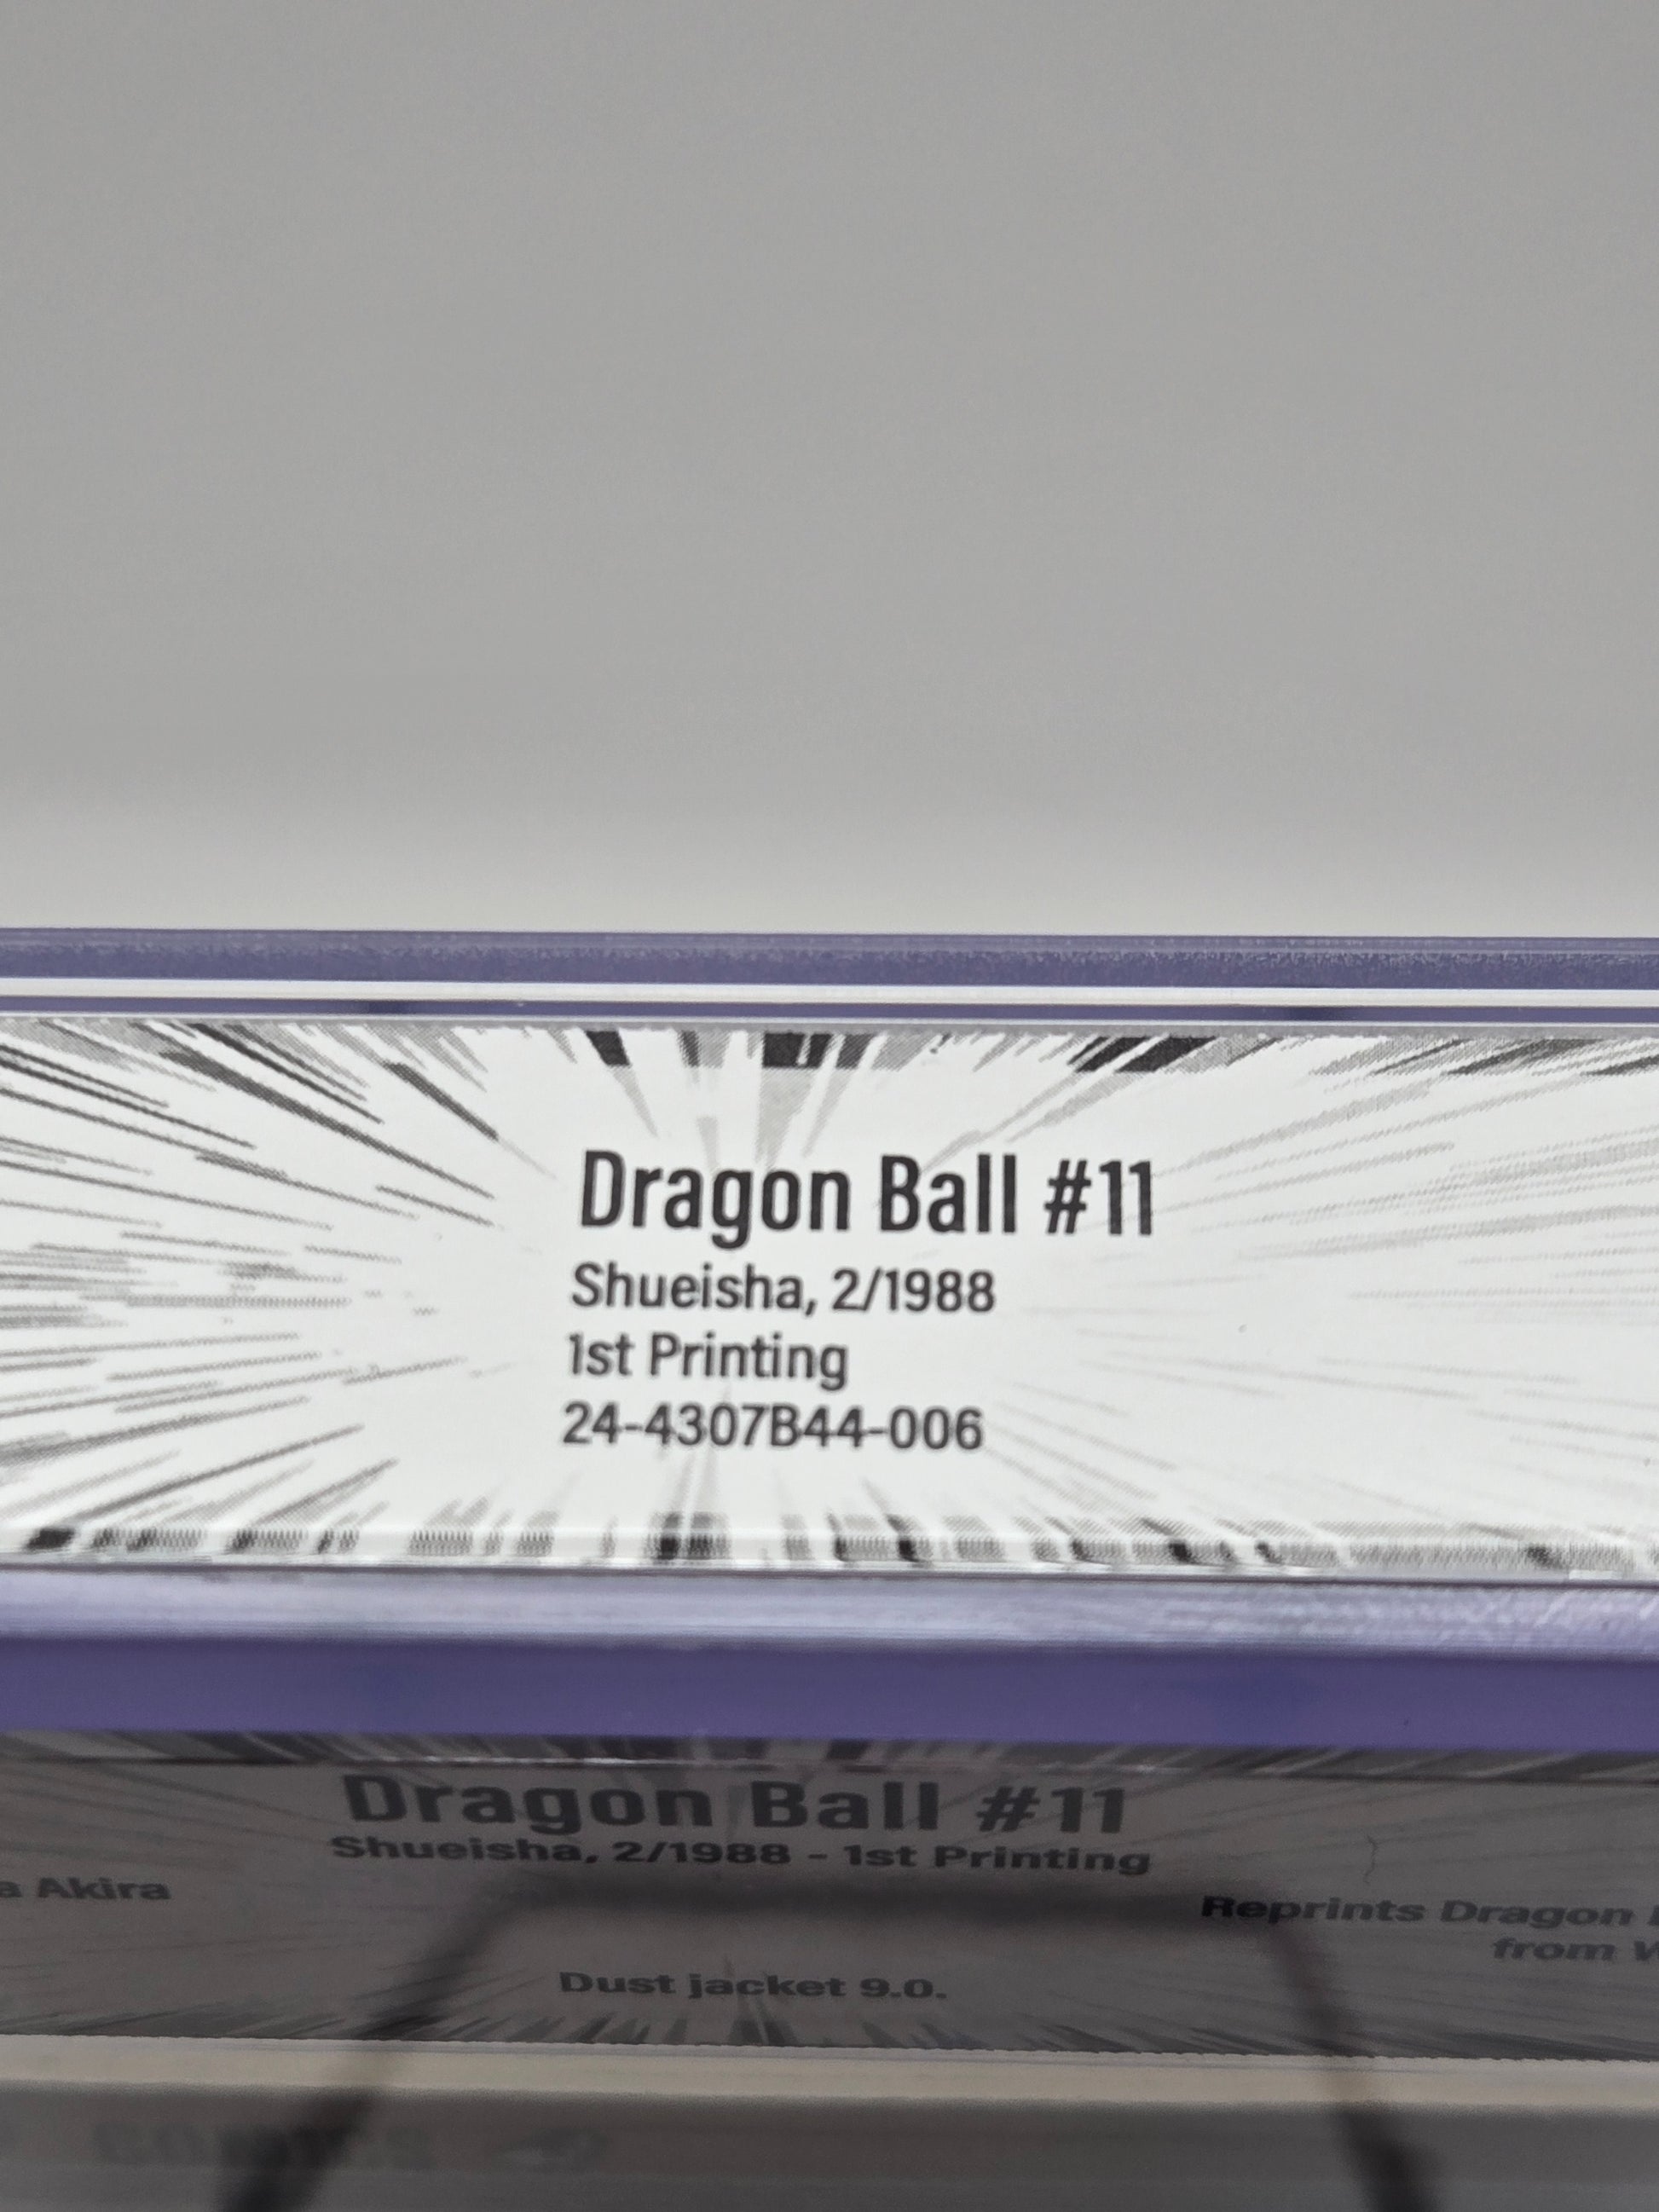 Dragon Ball #11
Shueisha, 2/1988
1st Printing
24-4307B44-006
Dragon Ball #11
Shueisha, 2/1988 - 1st Printing
Akira
Reprints Dragon
from
Dust jacket 9.0.